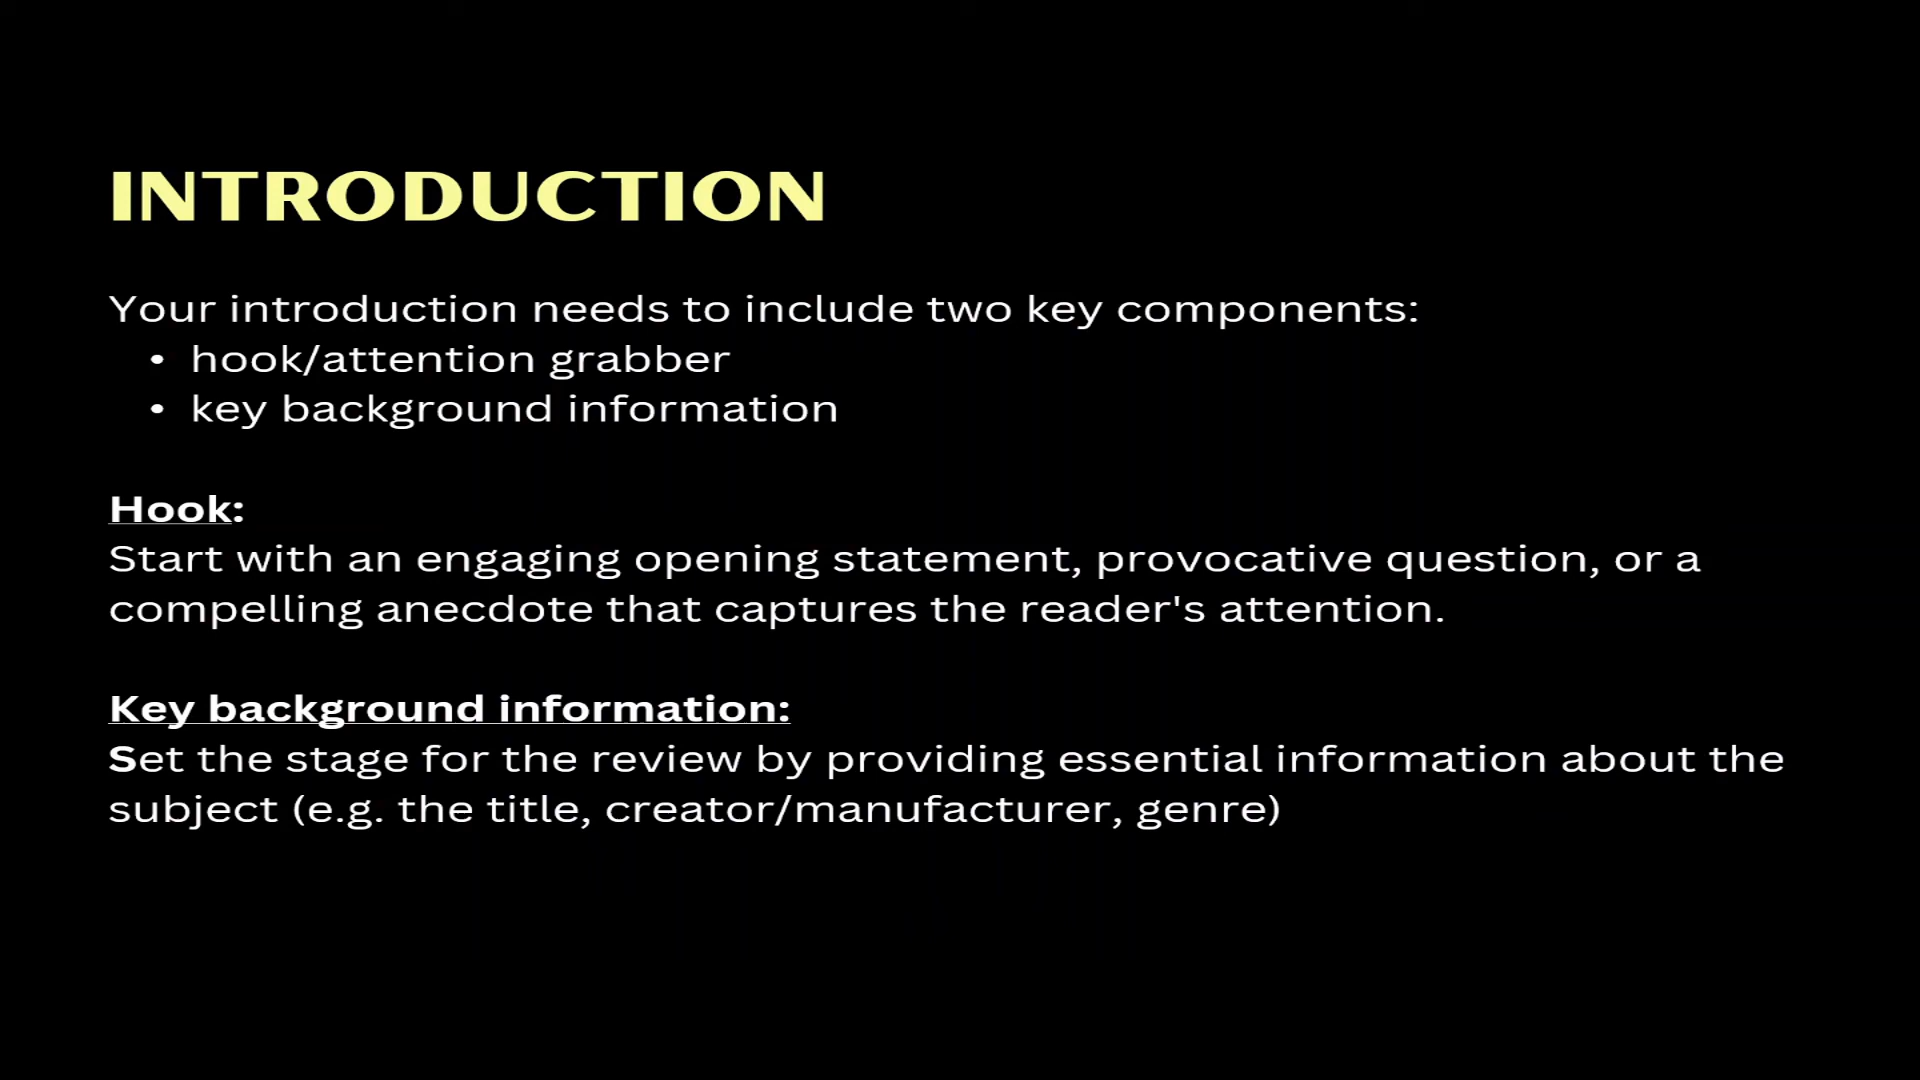 INTRODUCTION
Your introduction needs to include two key components:
• hook/attention grabber
• key background information
Hook:
Start with an engaging opening statement, provocative question, or a
compelling anecdote that captures the reader's attention.
Key background information:
Set the stage for the review by providing essential information about the
subject (e.g. the title, creator/manufacturer, genre)